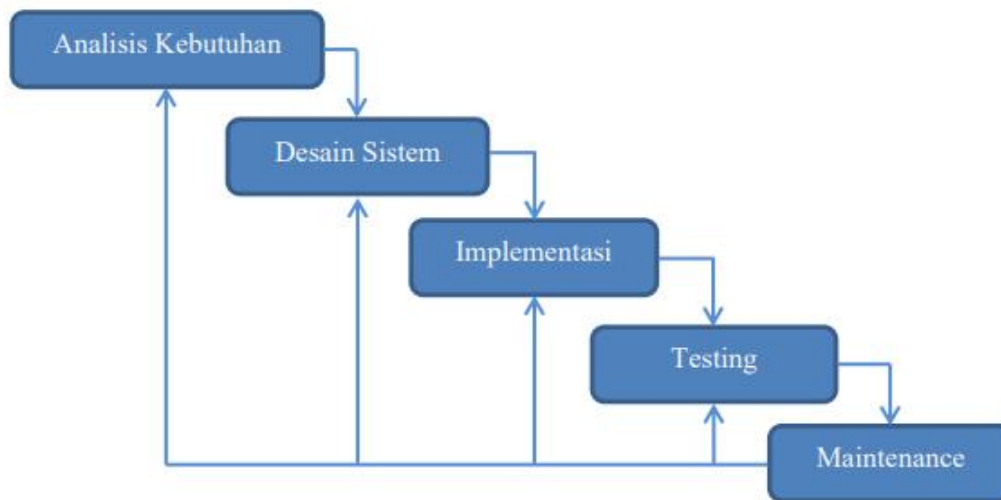 Analisis Kebutuhan
Desain Sistem
Implementasi
Testing
Maintenance